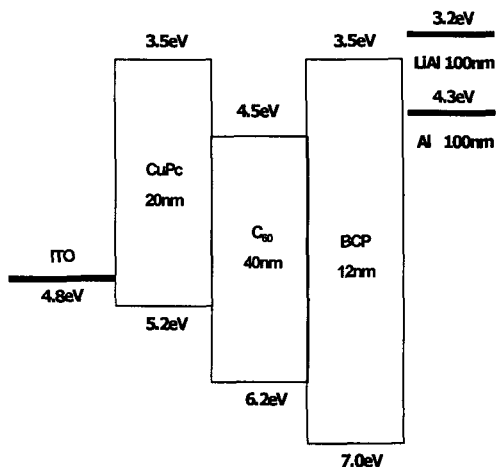 3.5eV
3.5eV
3.2eV
LiAl 100nm
4.5eV
4.3eV
Al 100nm
CuPc
20nm
C₆₀
40nm
BCP
12nm
ITO
4.8eV
5.2eV
6.2eV
7.0eV